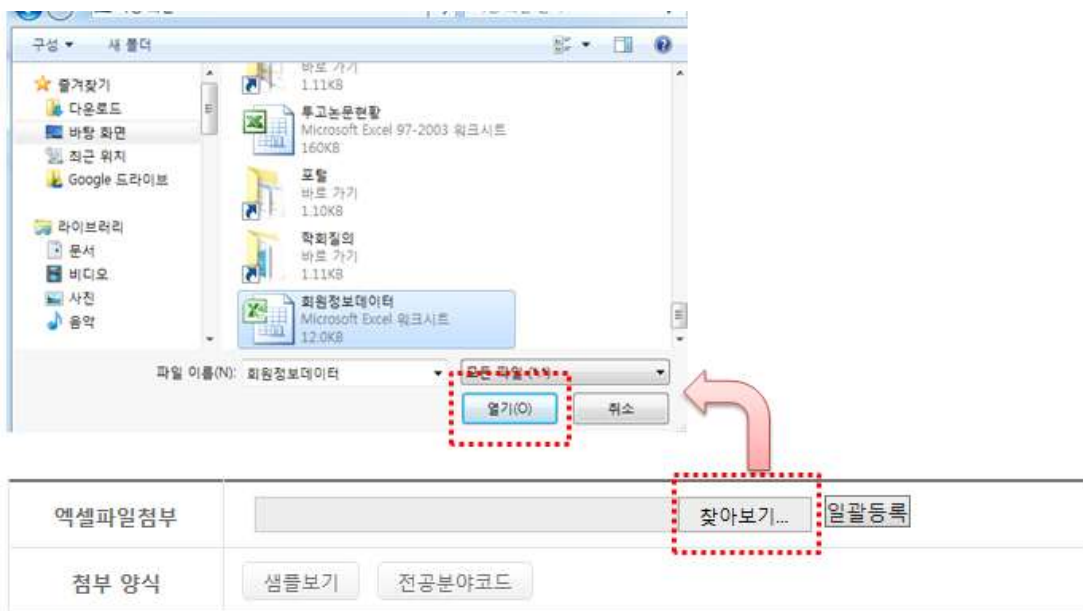 구성 새 폴더
즐겨찾기
다운로드
바탕 화면
최근 위치
Google 드라이브
라이브러리
문서
비디오
사진
음악
바로 가기
1.11KB
투고논문현황
Microsoft Excel 97-2003 워크시트
160KB
포털
바로 가기
1.10KB
학회질의
바로 가기
1.11KB
회원정보데이터
Microsoft Excel 워크시트
12.0KB
파일 이름(N): 회원정보데이터 모든 파일 (*.*)
열기(O) 취소
엑셀파일첨부 찾아보기... 일괄등록
첨부 양식 샘플보기 전공분야코드